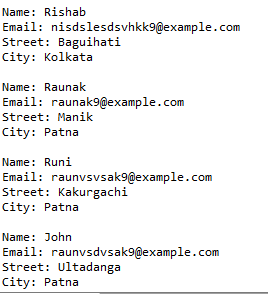 Name: Rishab
Email: nisdslesdsvhkk9@example.com
Street: Baguihati
City: Kolkata
Name: Raunak
Email: raunak9@example.com
Street: Manik
City: Patna
Name: Runi
Email: raunvsvsak9@example.com
Street: Kakurgachi
City: Patna
Name: John
Email: raunvsdvsak9@example.com
Street: Ultadanga
City: Patna